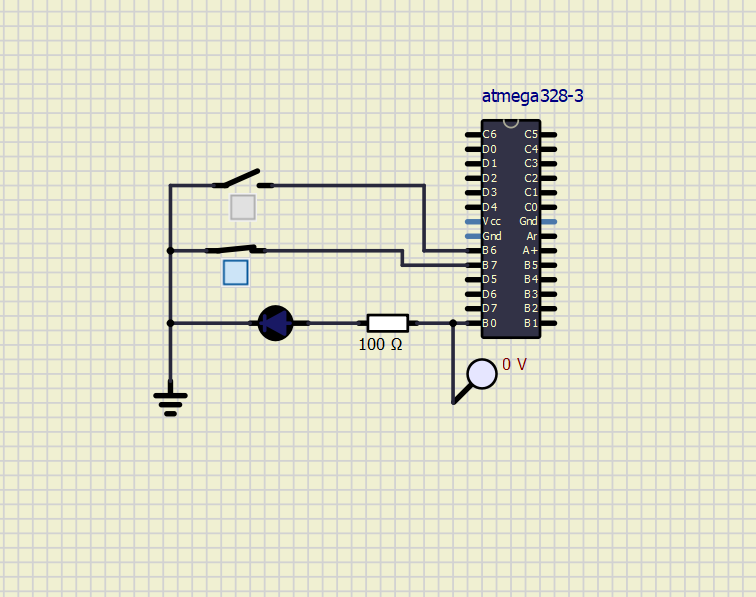 atmega328-3
C6 C5
D0 C4
D1 C3
D2 C2
D3 C1
D4 C0
Vcc Gnd
Gnd Ar
B6 A+
B7 B5
D5 B4
D6 B3
D7 B2
B0 B1
100 Ω
0 V